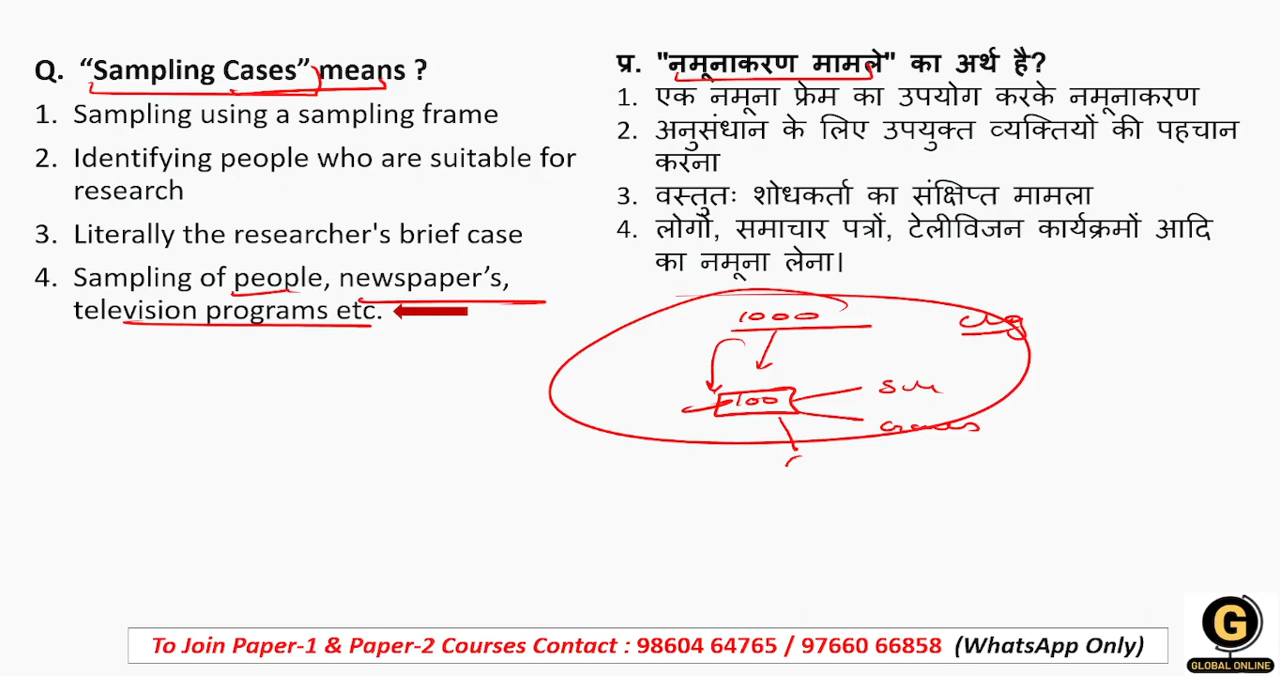 Q. “Sampling Cases” means ?
1. Sampling using a sampling frame
2. Identifying people who are suitable for
research
3. Literally the researcher's brief case
4. Sampling of people, newspaper’s,
television programs etc.
प्र. "नमूनाकरण मामले" का अर्थ है?
1. एक नमूना फ्रेम का उपयोग करके नमूनाकरण
2. अनुसंधान के लिए उपयुक्त व्यक्तियों की पहचान
करना
3. वस्तुतः शोधकर्ता का संक्षिप्त मामला
4. लोगों, समाचार पत्रों, टेलीविजन कार्यक्रमों आदि
का नमूना लेना।
1000
100
To Join Paper-1 & Paper-2 Courses Contact : 98604 64765 / 97660 66858 (WhatsApp Only)
G
GLOBAL ONLINE